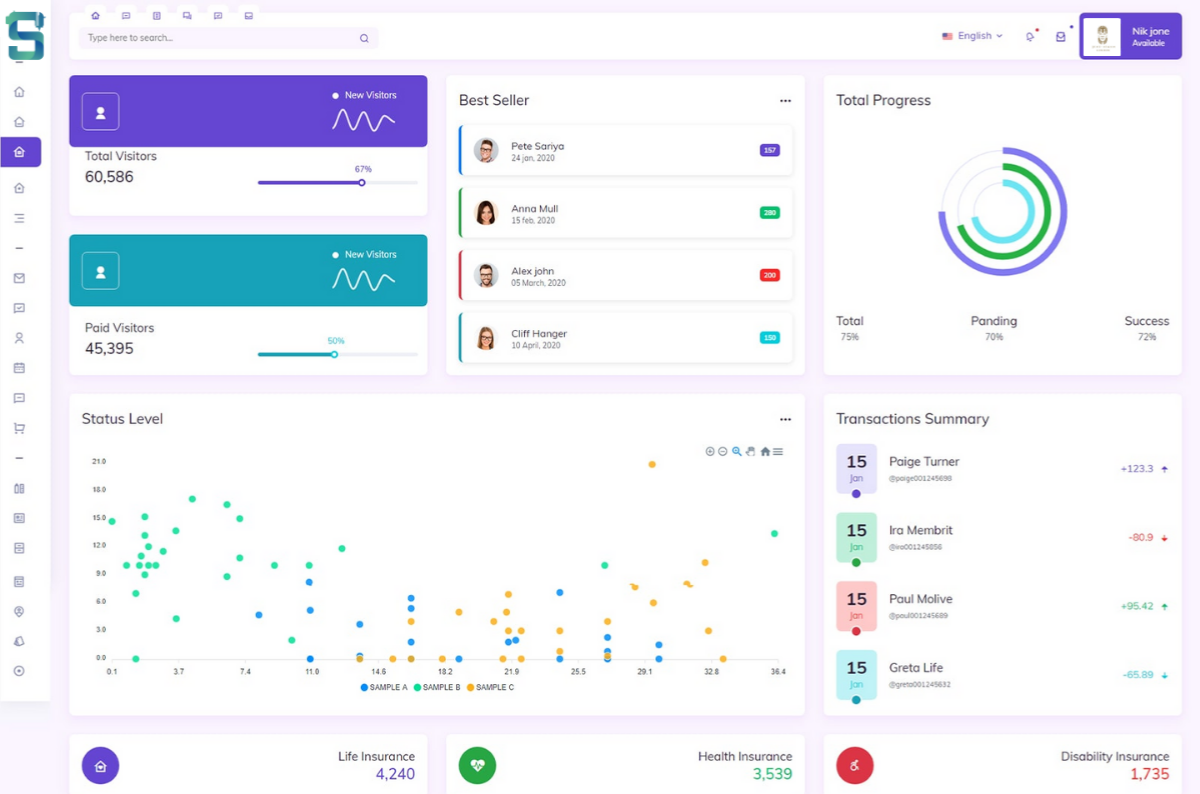 S
Type here to search...
English
Nik jone
Available
New Visitors
Total Visitors
60,586
67%
New Visitors
Paid Visitors
45,395
50%
Best Seller
Pete Sariya
24 jan, 2020
157
Anna Mull
15 feb, 2020
280
Alex john
05 March, 2020
200
Cliff Hanger
10 April, 2020
150
Total Progress
Total
75%
Panding
70%
Success
72%
Status Level
21.0
18.0
15.0
12.0
9.0
6.0
3.0
0.0
0.1 3.7 7.4 11.0 14.6 18.2 21.9 25.5 29.1 32.8 36.4
SAMPLE A SAMPLE B SAMPLE C
Transactions Summary
15
Jan
Paige Turner
@paige001245698
+123.3
15
Jan
Ira Membrit
@ira001245856
-80.9
15
Jan
Paul Molive
@paul001245689
+95.42
15
Jan
Greta Life
@greta001245632
-65.89
Life Insurance
4,240
Health Insurance
3,539
Disability Insurance
1,735